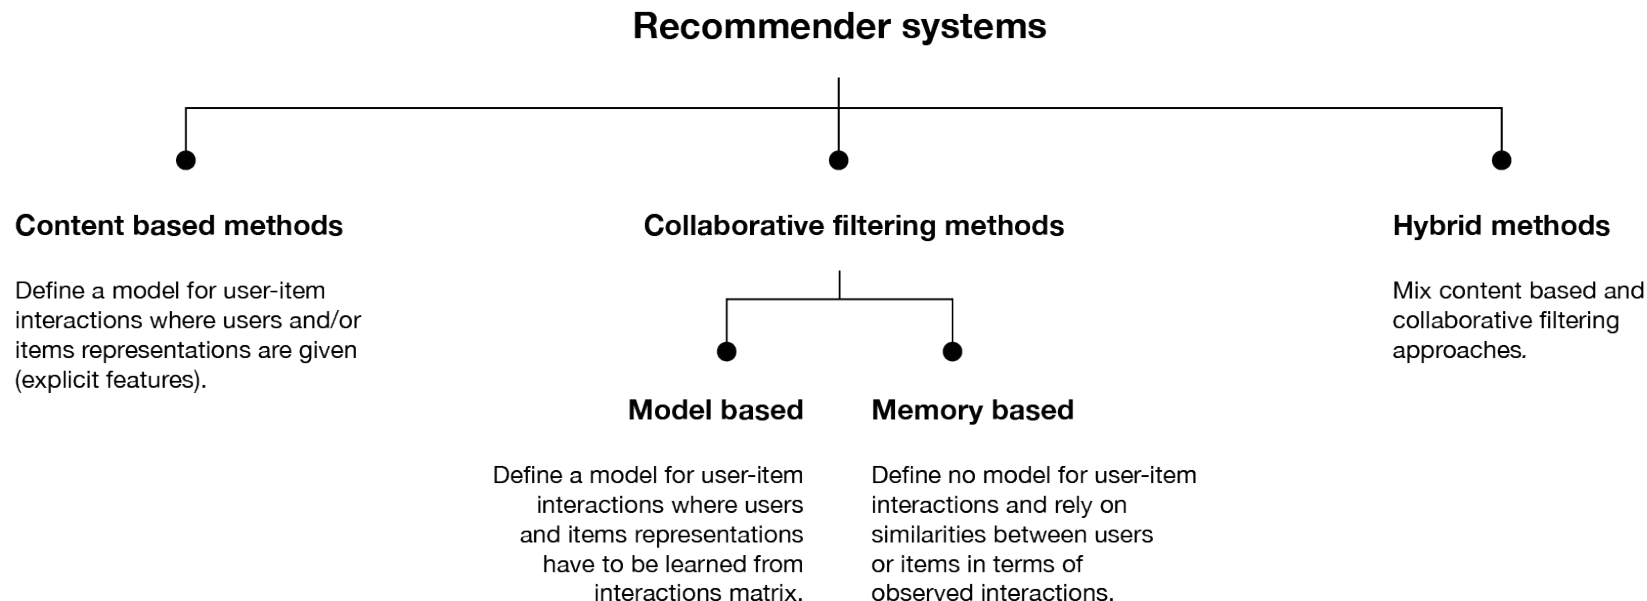 Recommender systems
Content based methods
Define a model for user-item
interactions where users and/or
items representations are given
(explicit features).
Collaborative filtering methods
Model based
Define a model for user-item
interactions where users
and items representations
have to be learned from
interactions matrix.
Memory based
Define no model for user-item
interactions and rely on
similarities between users
or items in terms of
observed interactions.
Hybrid methods
Mix content based and
collaborative filtering
approaches.